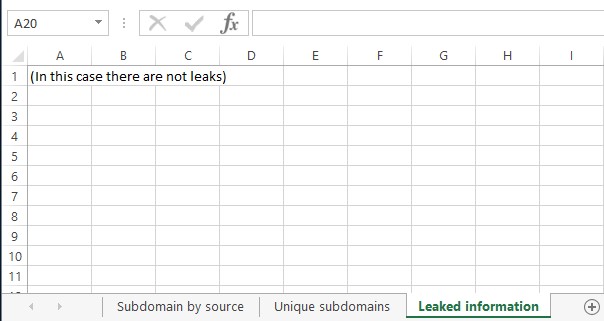 A20
fx
A B C D E F G H I
1 (In this case there are not leaks)
2
3
4
5
6
7
8
9
10
11
Subdomain by source Unique subdomains Leaked information